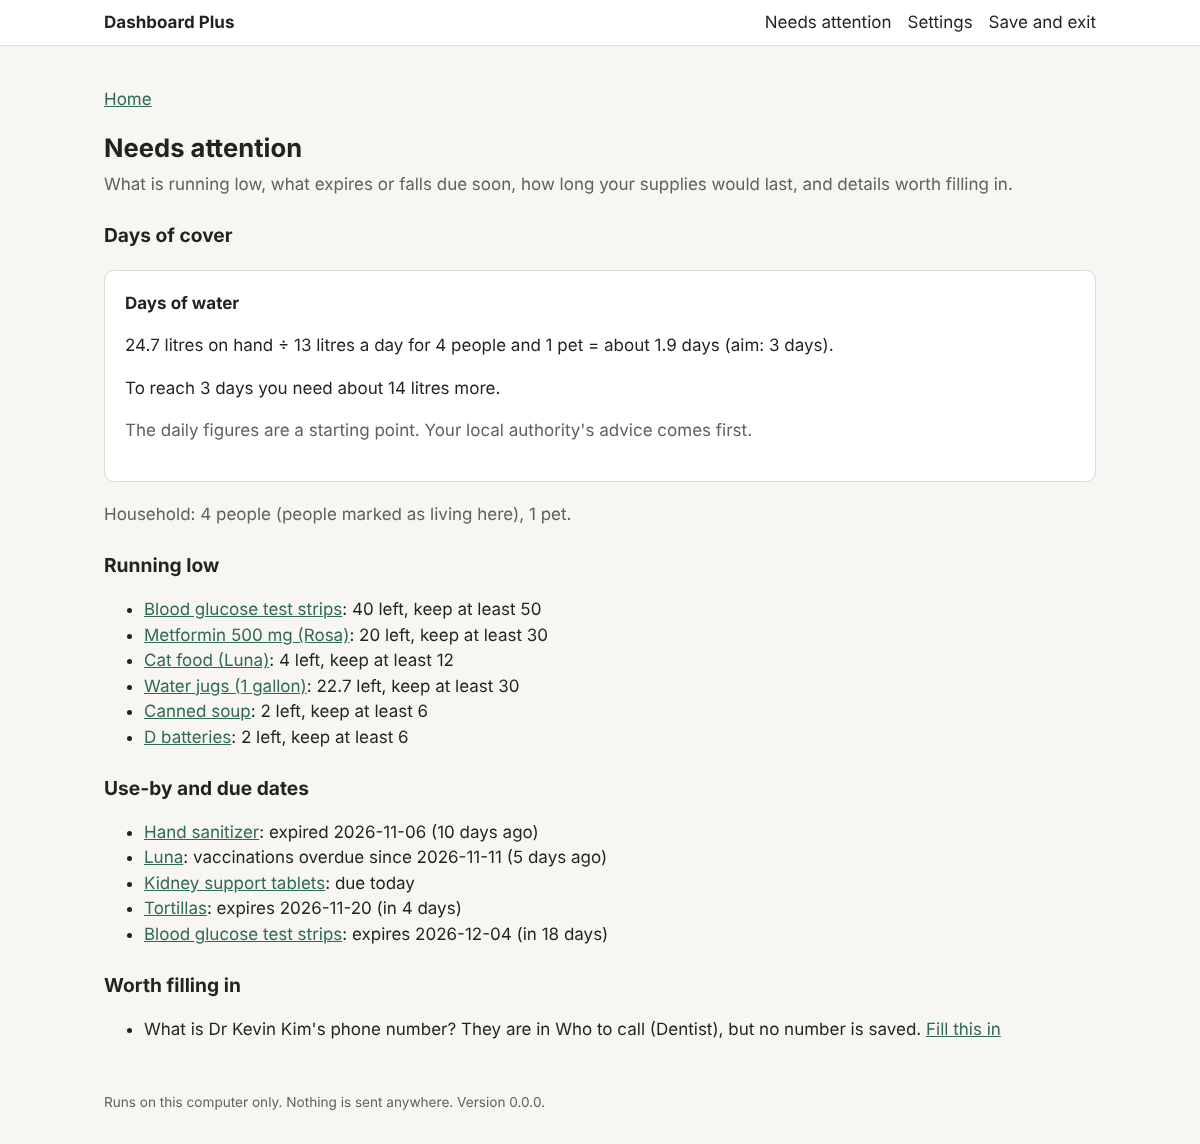 Dashboard Plus
Needs attention Settings Save and exit
Home
Needs attention
What is running low, what expires or falls due soon, how long your supplies would last, and details worth filling in.
Days of cover
Days of water
24.7 litres on hand ÷ 13 litres a day for 4 people and 1 pet = about 1.9 days (aim: 3 days).
To reach 3 days you need about 14 litres more.
The daily figures are a starting point. Your local authority's advice comes first.
Household: 4 people (people marked as living here), 1 pet.
Running low
Blood glucose test strips: 40 left, keep at least 50
Metformin 500 mg (Rosa): 20 left, keep at least 30
Cat food (Luna): 4 left, keep at least 12
Water jugs (1 gallon): 22.7 left, keep at least 30
Canned soup: 2 left, keep at least 6
D batteries: 2 left, keep at least 6
Use-by and due dates
Hand sanitizer: expired 2026-11-06 (10 days ago)
Luna: vaccinations overdue since 2026-11-11 (5 days ago)
Kidney support tablets: due today
Tortillas: expires 2026-11-20 (in 4 days)
Blood glucose test strips: expires 2026-12-04 (in 18 days)
Worth filling in
What is Dr Kevin Kim's phone number? They are in Who to call (Dentist), but no number is saved. Fill this in
Runs on this computer only. Nothing is sent anywhere. Version 0.0.0.